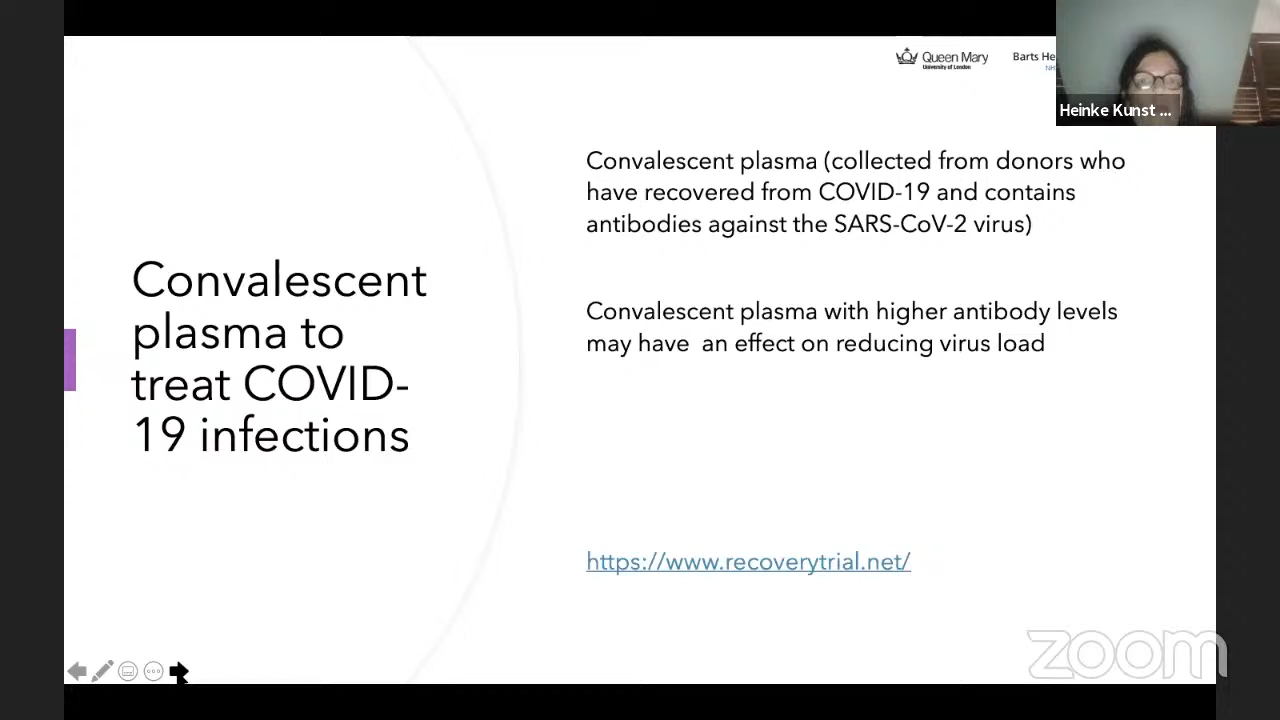 Queen Mary
University of London
Barts He
NH
Heinke Kunst ...
Convalescent
plasma to
treat COVID-
19 infections
Convalescent plasma (collected from donors who
have recovered from COVID-19 and contains
antibodies against the SARS-CoV-2 virus)
Convalescent plasma with higher antibody levels
may have  an effect on reducing virus load
https://www.recoverytrial.net/
zoom